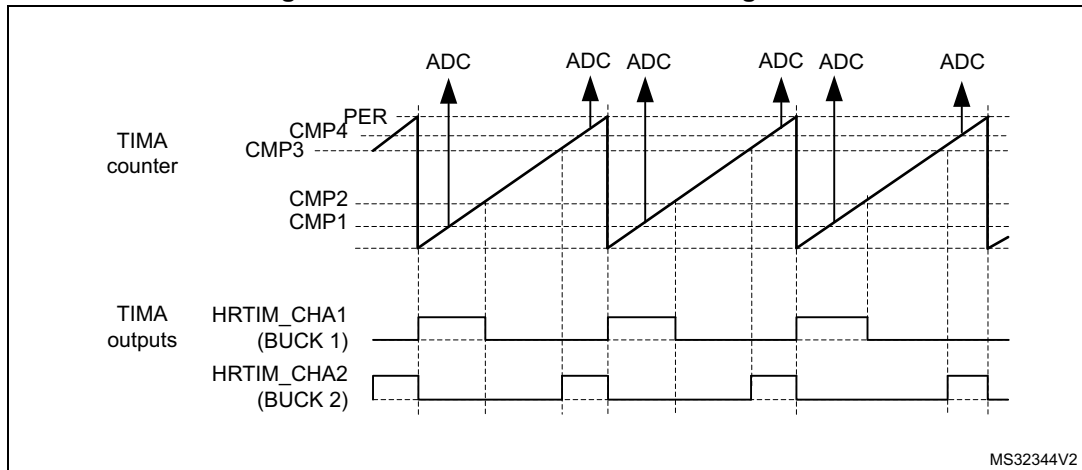 ADC ADC ADC ADC ADC ADC
PER
CMP4
CMP3
TIMA
counter
CMP2
CMP1
TIMA
outputs
HRTIM_CHA1
(BUCK 1)
HRTIM_CHA2
(BUCK 2)
MS32344V2